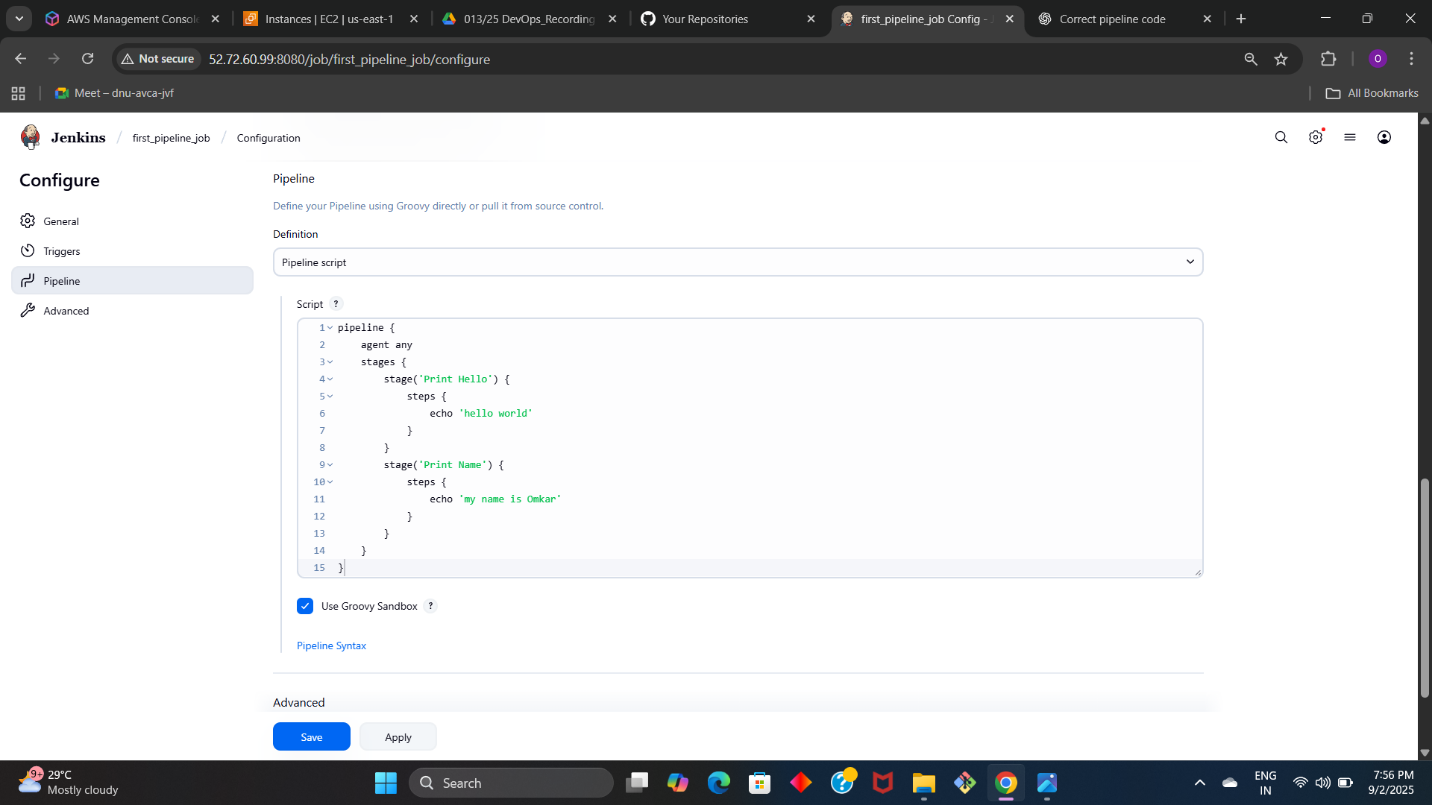 AWS Management Console
Instances | EC2 | us-east-1
013/25 DevOps_Recording
Your Repositories
first_pipeline_job Config - J
Correct pipeline code
Not secure
52.72.60.99:8080/job/first_pipeline_job/configure
O
Meet – dnu-avca-jvf
All Bookmarks
Jenkins / first_pipeline_job / Configuration
Configure
General
Triggers
Pipeline
Advanced
Pipeline
Define your Pipeline using Groovy directly or pull it from source control.
Definition
Pipeline script
Script ?
1 pipeline {
2     agent any
3     stages {
4         stage('Print Hello') {
5             steps {
6                 echo 'hello world'
7             }
8         }
9         stage('Print Name') {
10             steps {
11                 echo 'my name is Omkar'
12             }
13         }
14     }
15 }
Use Groovy Sandbox ?
Pipeline Syntax
Advanced
Save
Apply
9+
29°C
Mostly cloudy
Search
ENG
IN
7:56 PM
9/2/2025